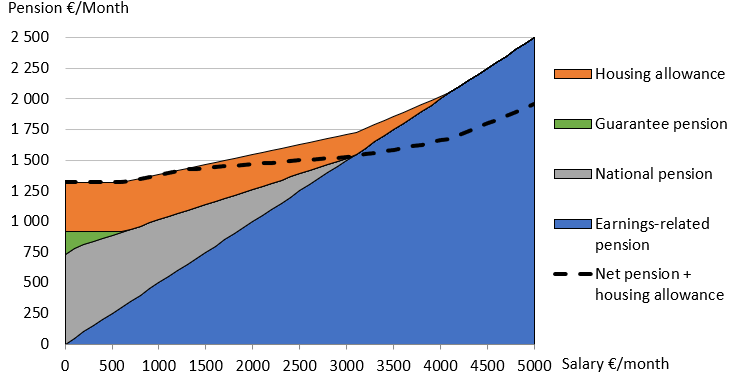 Pension €/Month
2 500
2 250
2 000
1 750
1 500
1 250
1 000
750
500
250
0
0 500 1000 1500 2000 2500 3000 3500 4000 4500 5000 Salary €/month
Housing allowance
Guarantee pension
National pension
Earnings-related
pension
Net pension +
housing allowance